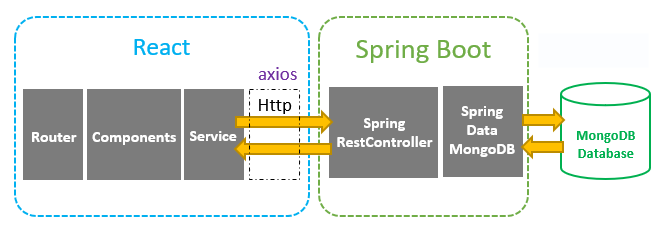 React
Spring Boot
axios
Http
Router
Components
Service
Spring
RestController
Spring
Data
MongoDB
MongoDB
Database